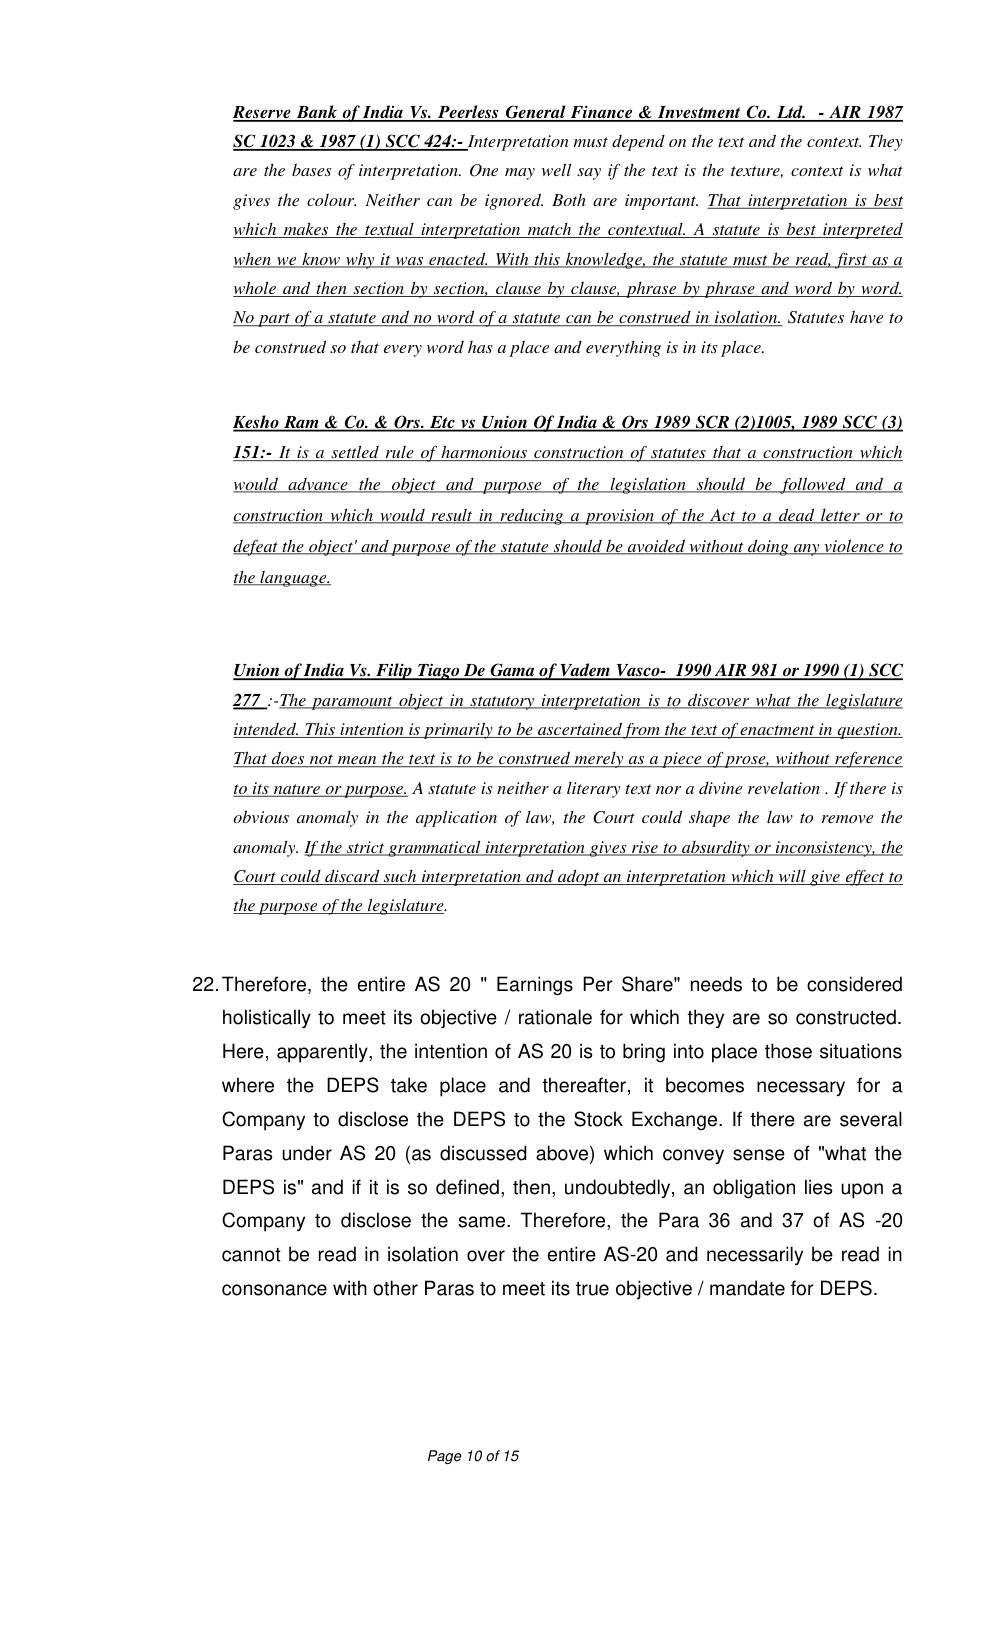 Reserve Bank of India Vs. Peerless General Finance & Investment Co. Ltd. - AIR 1987
SC 1023 & 1987 (1) SCC 424:- Interpretation must depend on the text and the context. They
are the bases of interpretation. One may well say if the text is the texture, context is what
gives the colour. Neither can be ignored. Both are important. That interpretation is best
which makes the textual interpretation match the contextual. A statute is best interpreted
when we know why it was enacted. With this knowledge, the statute must be read, first as a
whole and then section by section, clause by clause, phrase by phrase and word by word.
No part of a statute and no word of a statute can be construed in isolation. Statutes have to
be construed so that every word has a place and everything is in its place.
Kesho Ram & Co. & Ors. Etc vs Union Of India & Ors 1989 SCR (2)1005, 1989 SCC (3)
151:- It is a settled rule of harmonious construction of statutes that a construction which
would advance the object and purpose of the legislation should be followed and a
construction which would result in reducing a provision of the Act to a dead letter or to
defeat the object' and purpose of the statute should be avoided without doing any violence to
the language.
Union of India Vs. Filip Tiago De Gama of Vadem Vasco- 1990 AIR 981 or 1990 (1) SCC
277 :-The paramount object in statutory interpretation is to discover what the legislature
intended. This intention is primarily to be ascertained from the text of enactment in question.
That does not mean the text is to be construed merely as a piece of prose, without reference
to its nature or purpose. A statute is neither a literary text nor a divine revelation . If there is
obvious anomaly in the application of law, the Court could shape the law to remove the
anomaly. If the strict grammatical interpretation gives rise to absurdity or inconsistency, the
Court could discard such interpretation and adopt an interpretation which will give effect to
the purpose of the legislature.
22. Therefore, the entire AS 20 " Earnings Per Share" needs to be considered
holistically to meet its objective / rationale for which they are so constructed.
Here, apparently, the intention of AS 20 is to bring into place those situations
where the DEPS take place and thereafter, it becomes necessary for a
Company to disclose the DEPS to the Stock Exchange. If there are several
Paras under AS 20 (as discussed above) which convey sense of "what the
DEPS is" and if it is so defined, then, undoubtedly, an obligation lies upon a
Company to disclose the same. Therefore, the Para 36 and 37 of AS -20
cannot be read in isolation over the entire AS-20 and necessarily be read in
consonance with other Paras to meet its true objective / mandate for DEPS.
Page 10 of 15